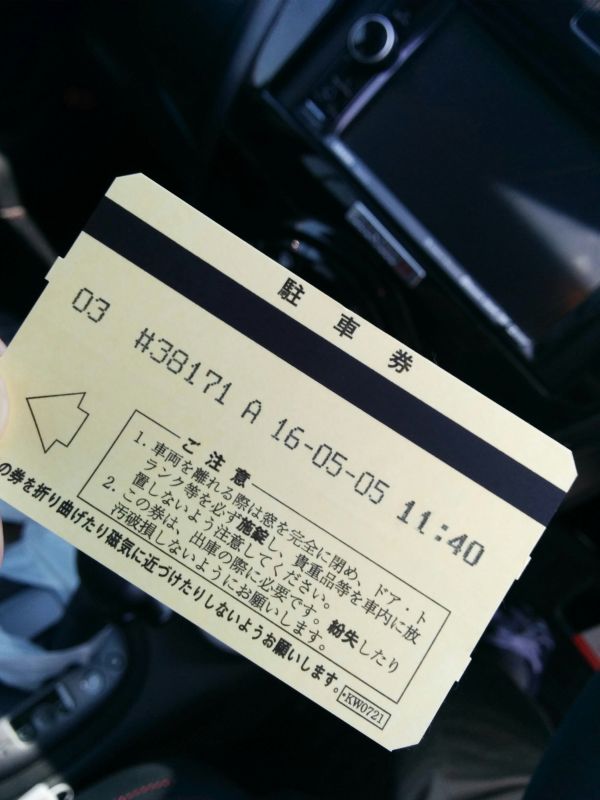 駐車券
03 #38171 A 16-05-05 11:40
ご注意
1. 車両を離れる際は窓を完全に閉め、ドア・ト
ランク等を必ず施錠し、貴重品等を車内に放
置しないよう注意してください。
2. この券は、出庫の際に必要です。紛失したり
汚破損しないようにお願いします。
の券を折り曲げたり磁気に近づけたりしないようお願いします。
・KW0721